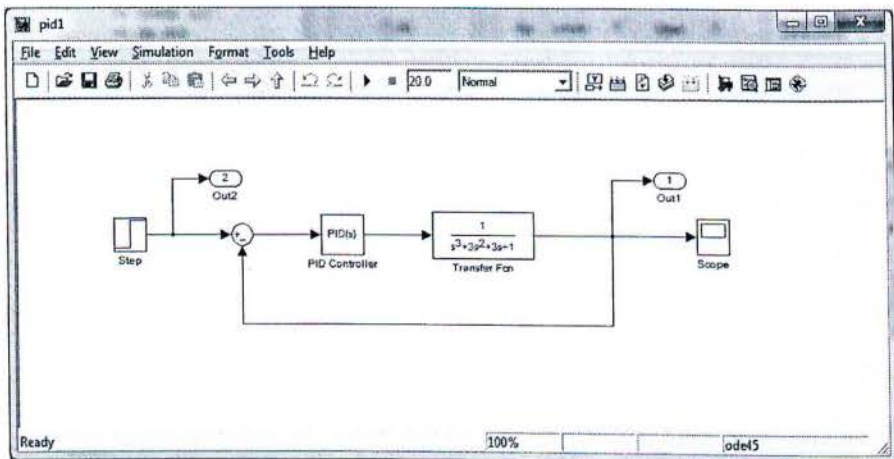 pid1
File Edit View Simulation Format Tools Help
20.0 Normal
2
Out2
1
Out1
Step
+
-
PID(s)
PID Controller
1
s³+3s²+3s+1
Transfer Fcn
Scope
Ready 100% ode45